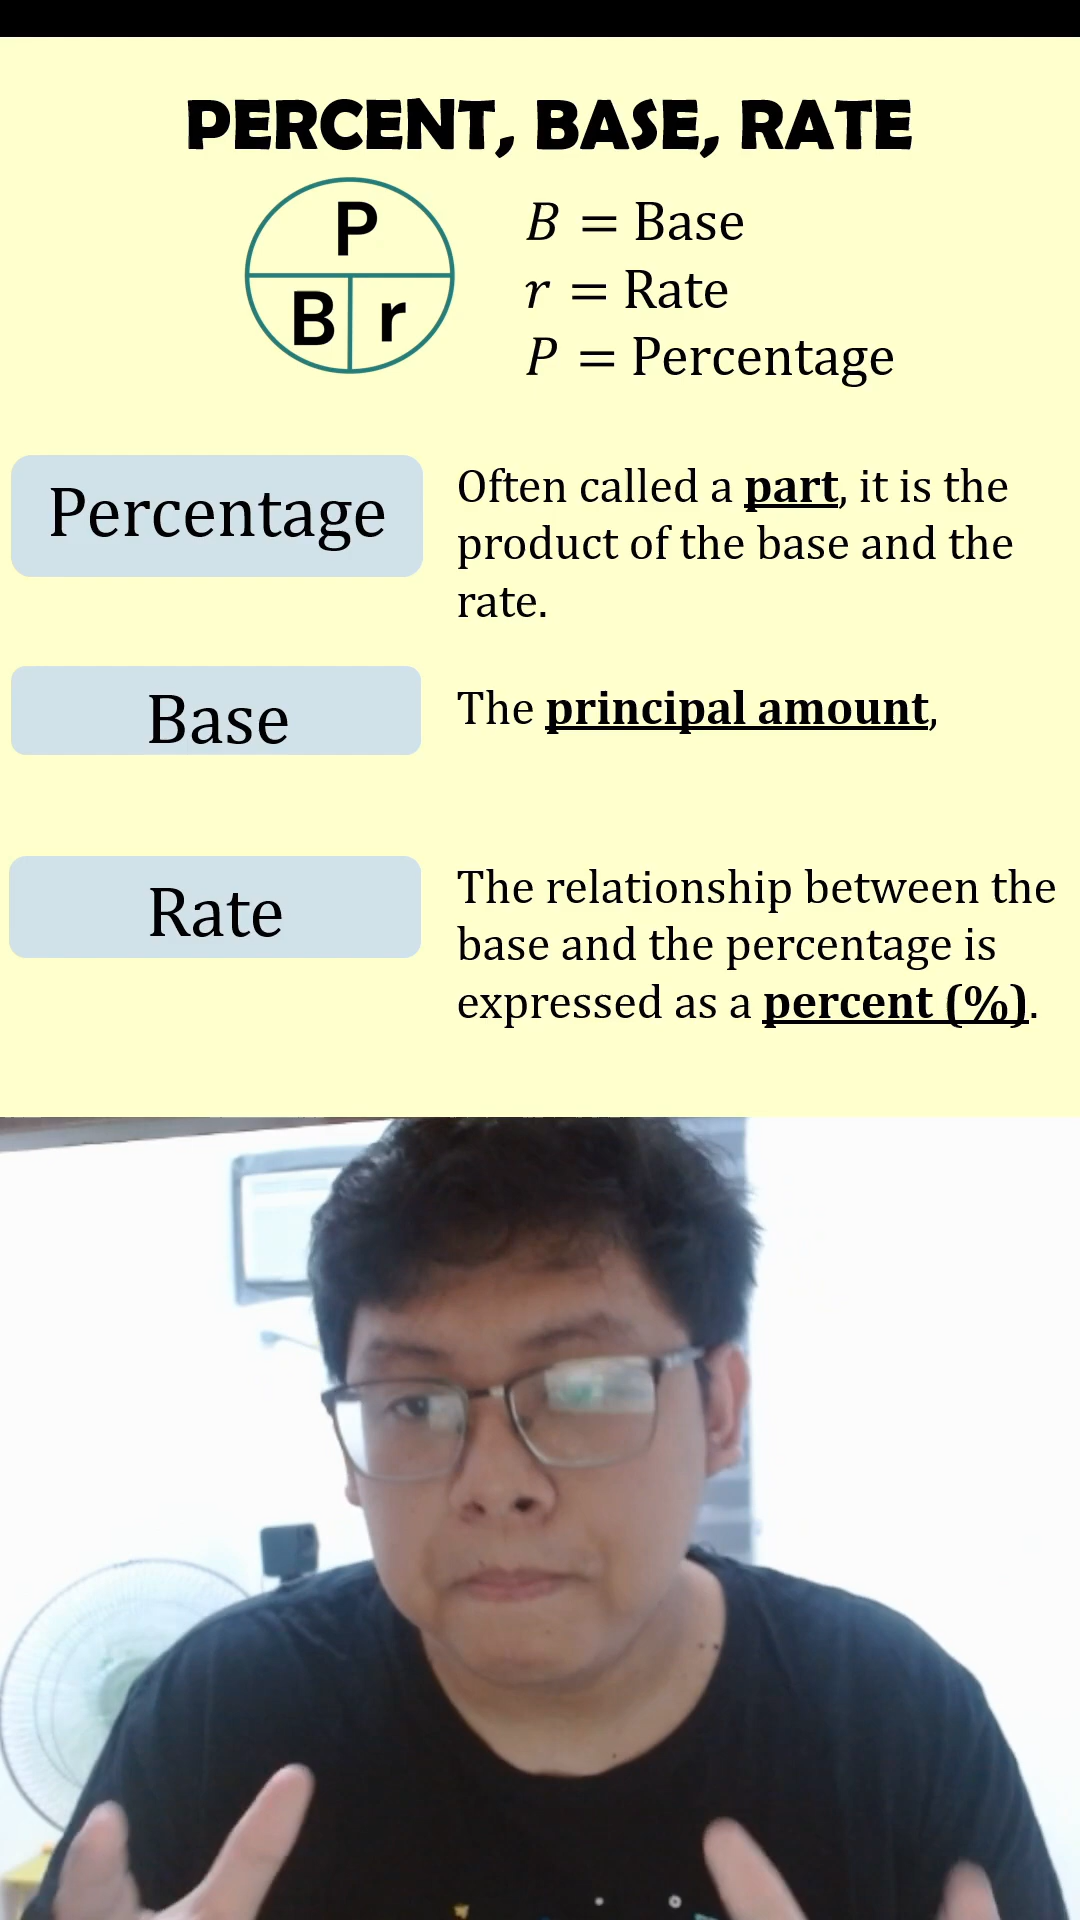 PERCENT, BASE, RATE
P
B r
B = Base
r = Rate
P = Percentage
Percentage
Often called a part, it is the
product of the base and the
rate.
Base
The principal amount,
Rate
The relationship between the
base and the percentage is
expressed as a percent (%).